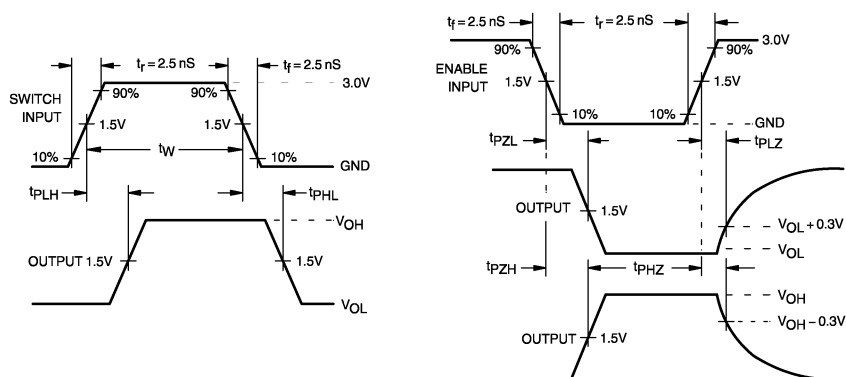 tr = 2.5 nS
tf = 2.5 nS
SWITCH
INPUT
90%
90%
3.0V
1.5V
1.5V
10%
10%
GND
tW
tPLH
tPHL
VOH
OUTPUT 1.5V
1.5V
VOL
tf = 2.5 nS
tr = 2.5 nS
90%
90%
3.0V
ENABLE
INPUT
1.5V
1.5V
10%
10%
GND
tPZL
tPLZ
OUTPUT
1.5V
VOL + 0.3V
VOL
tPZH
tPHZ
VOH
VOH – 0.3V
OUTPUT
1.5V